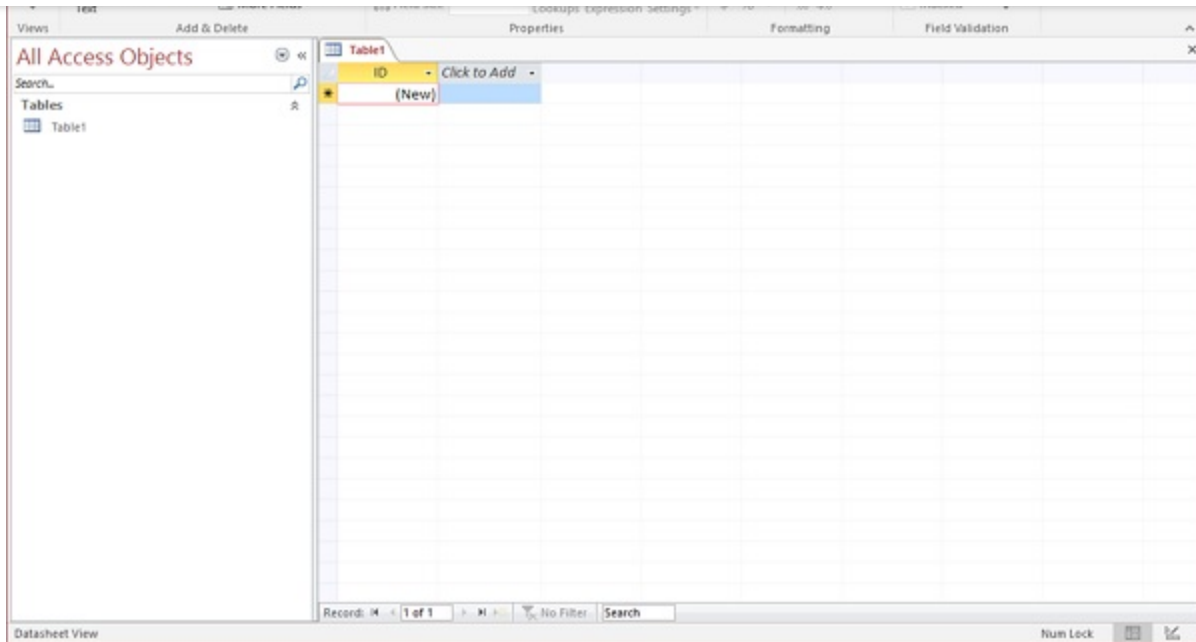 Text
Views Add & Delete Properties Formatting Field Validation
All Access Objects
Search...
Tables
Table1
Table1
ID Click to Add
(New)
Record: 1 of 1 No Filter Search
Datasheet View Num Lock